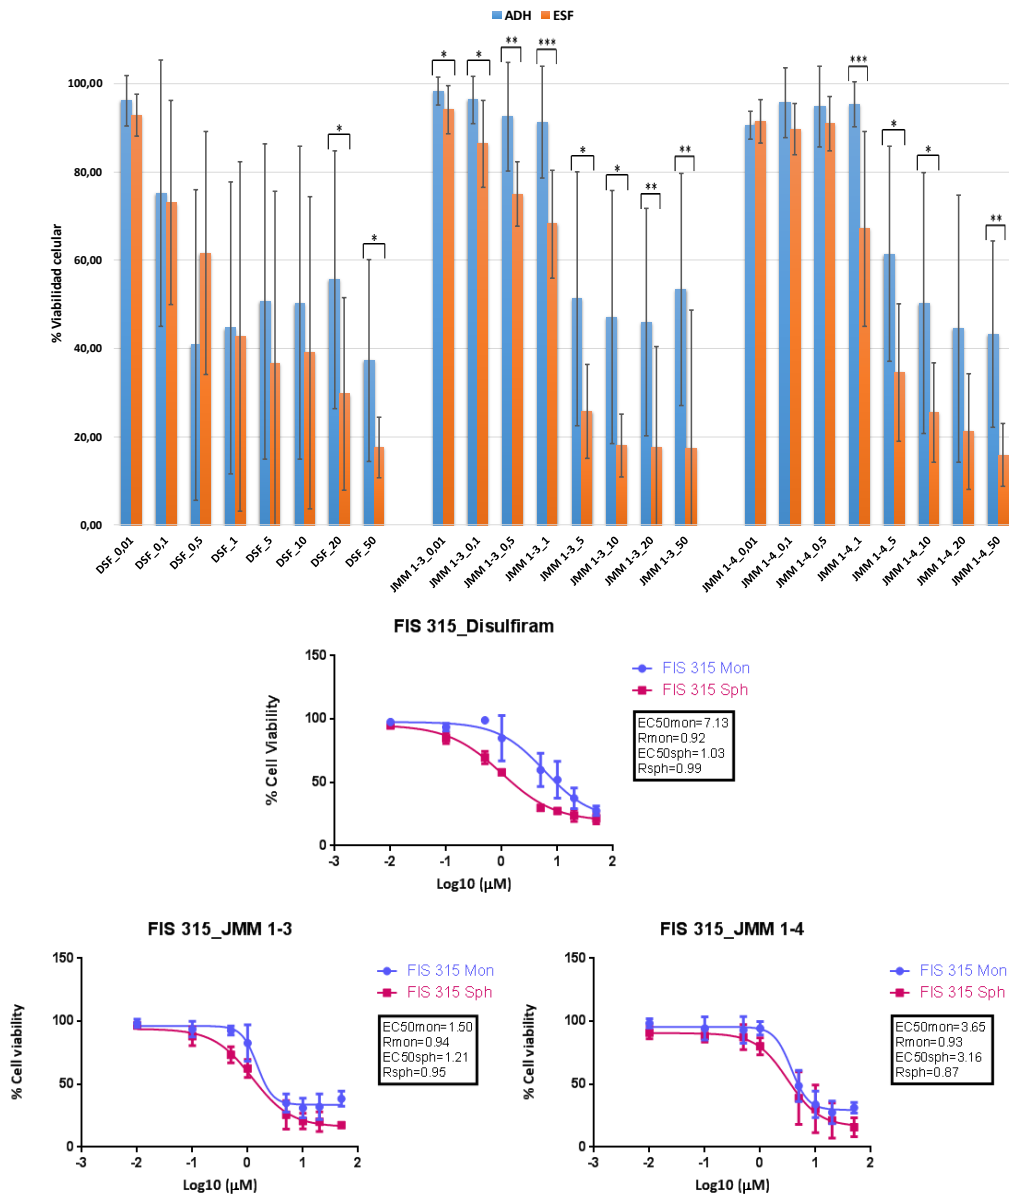 ADH ESF
% Viabilidad celular
100,00
80,00
60,00
40,00
20,00
0,00
* * * * ** *** * * ** ** *** * * **
DSF_0,01 DSF_0,1 DSF_0,5 DSF_1 DSF_5 DSF_10 DSF_20 DSF_50 JMM 1-3_0,01 JMM 1-3_0,1 JMM 1-3_0,5 JMM 1-3_1 JMM 1-3_5 JMM 1-3_10 JMM 1-3_20 JMM 1-3_50 JMM 1-4_0,01 JMM 1-4_0,1 JMM 1-4_0,5 JMM 1-4_1 JMM 1-4_5 JMM 1-4_10 JMM 1-4_20 JMM 1-4_50
FIS 315_Disulfiram
% Cell Viability
150
100
50
0
-3 -2 -1 0 1 2
Log10 (µM)
FIS 315 Mon
FIS 315 Sph
EC50mon=7.13
Rmon=0.92
EC50sph=1.03
Rsph=0.99
FIS 315_JMM 1-3
% Cell viability
150
100
50
0
-3 -2 -1 0 1 2
Log10 (µM)
FIS 315 Mon
FIS 315 Sph
EC50mon=1.50
Rmon=0.94
EC50sph=1.21
Rsph=0.95
FIS 315_JMM 1-4
% Cell viability
150
100
50
0
-3 -2 -1 0 1 2
Log10 (µM)
FIS 315 Mon
FIS 315 Sph
EC50mon=3.65
Rmon=0.93
EC50sph=3.16
Rsph=0.87